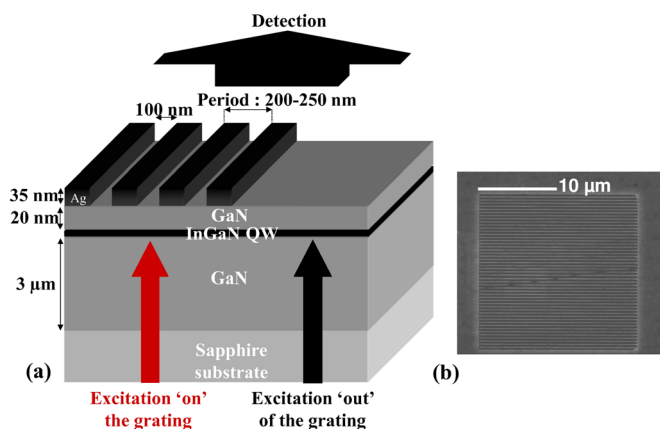 Detection
Period : 200-250 nm
100 nm
35 nm
Ag
20 nm
GaN
InGaN QW
3 µm
GaN
Sapphire
substrate
(a)
Excitation ‘on’
the grating
Excitation ‘out’
of the grating
10 µm
(b)